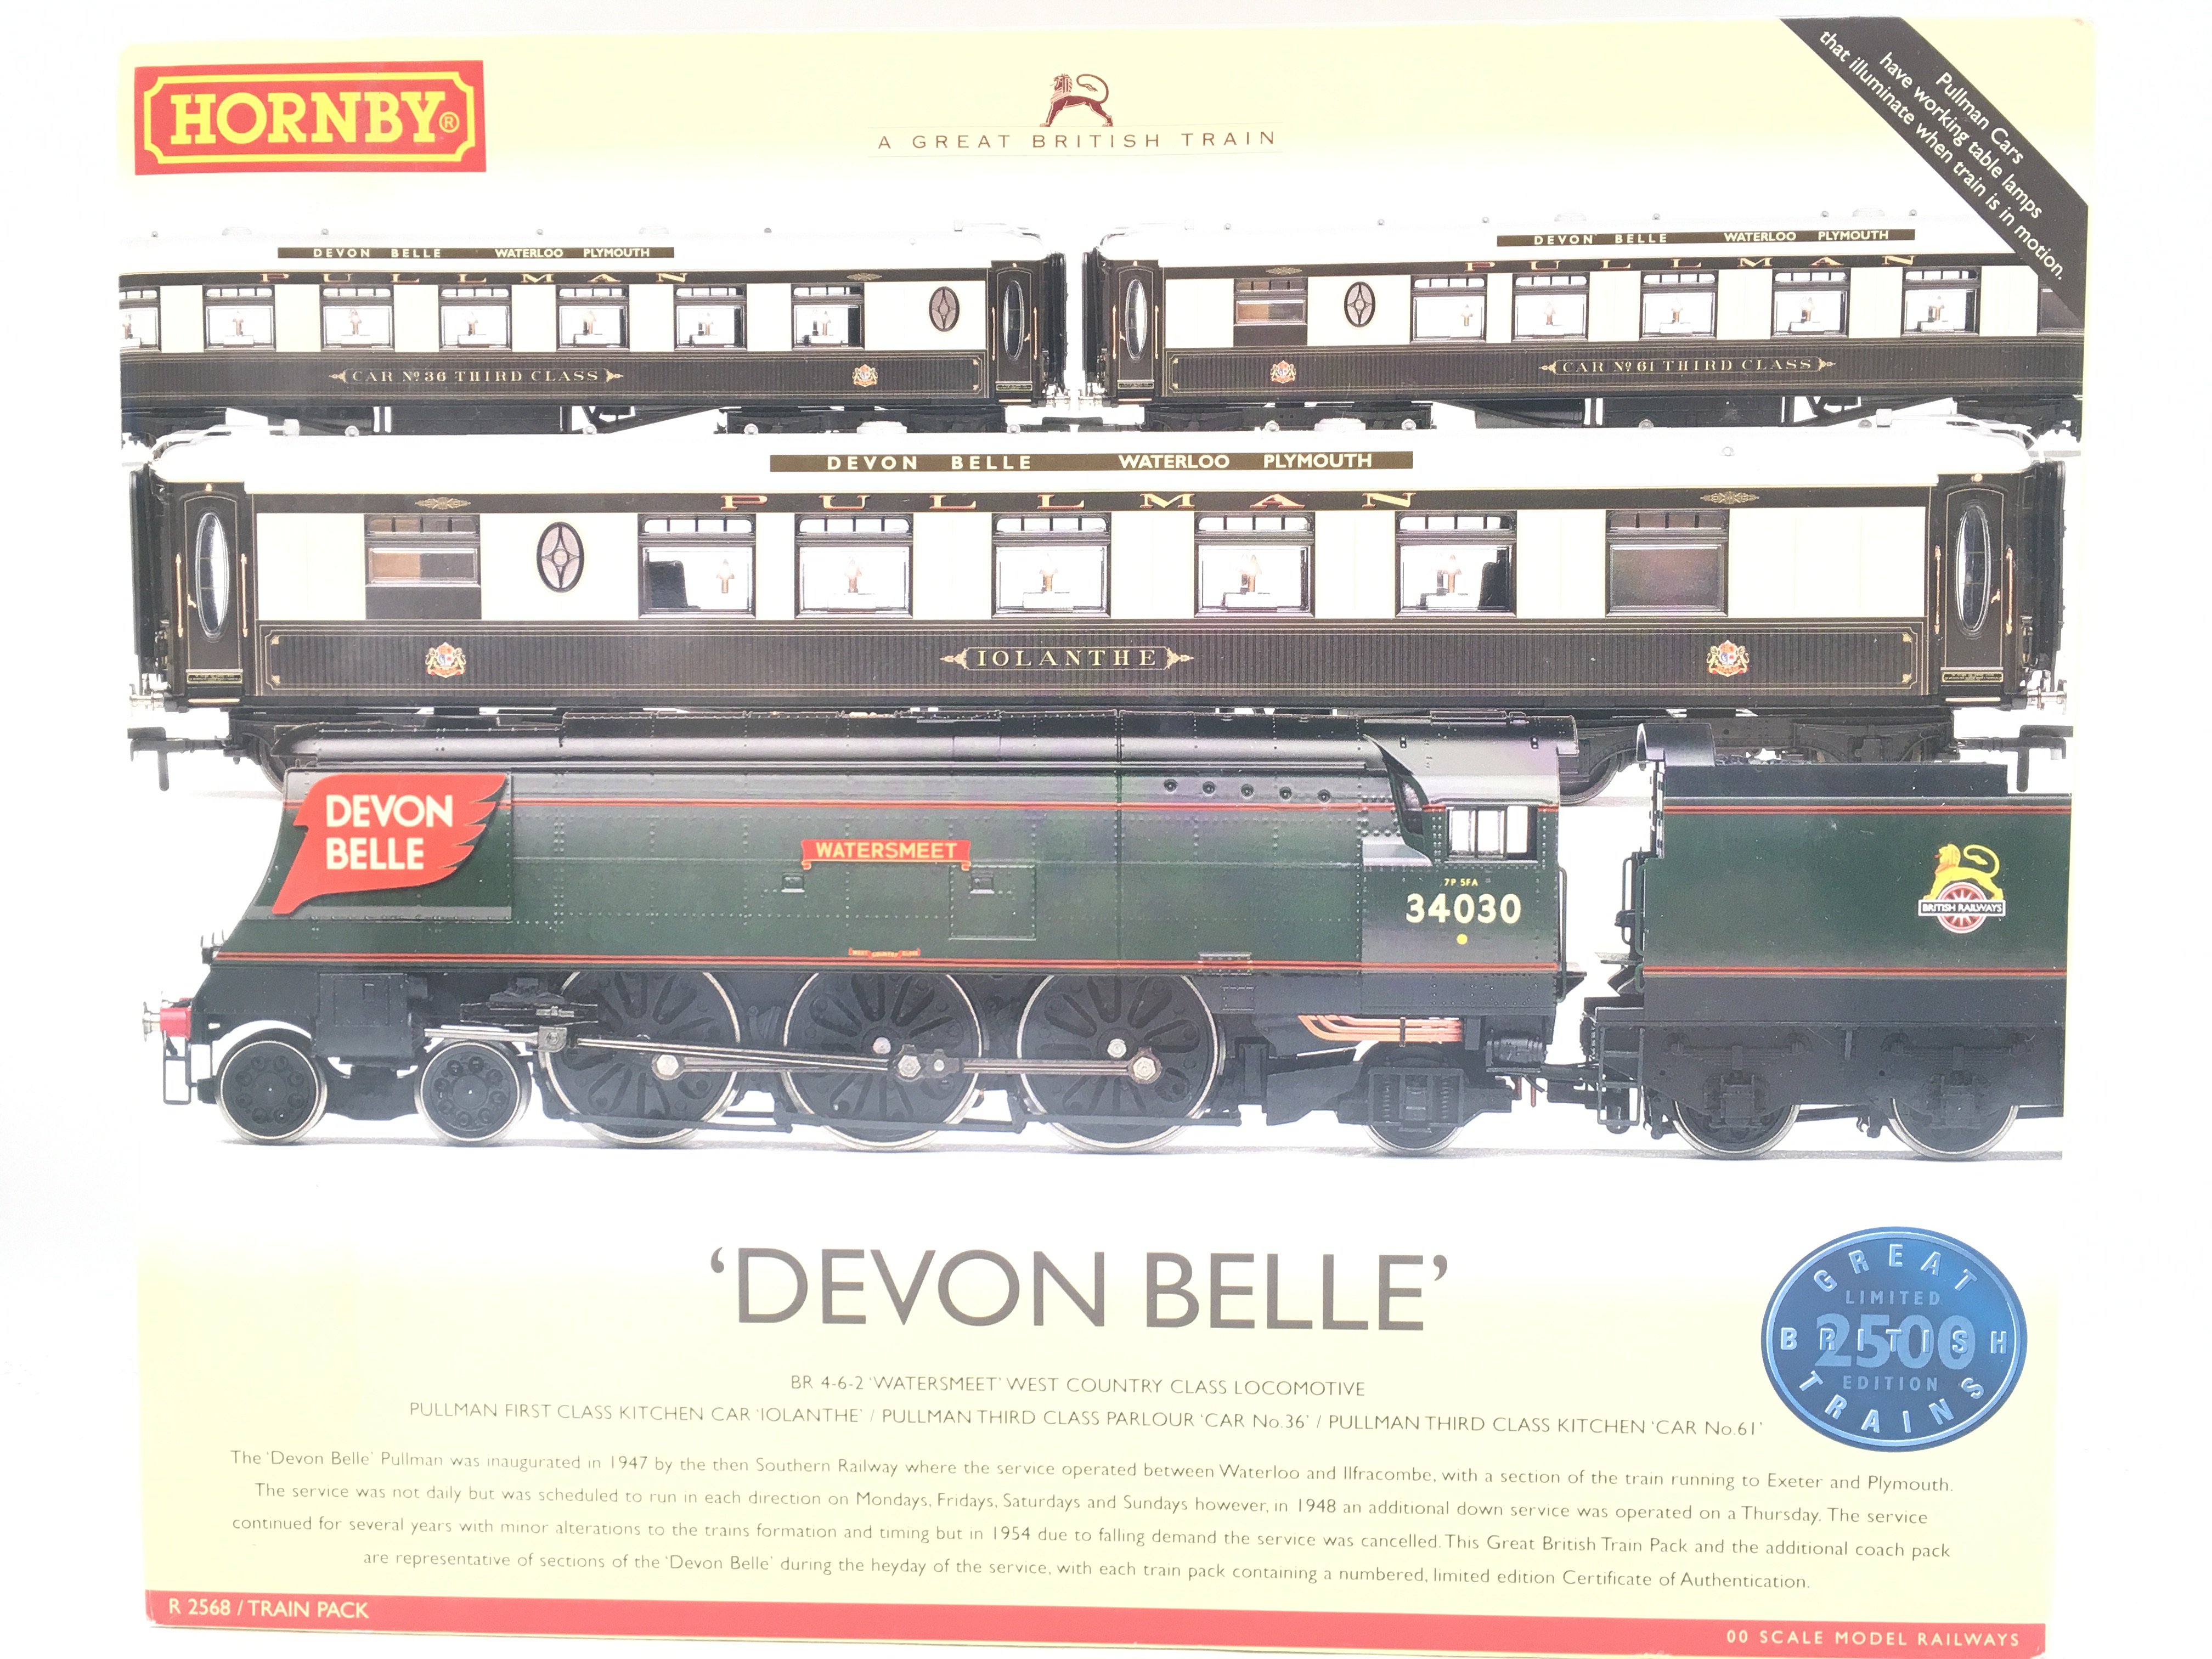 HORNBY®
A GREAT BRITISH TRAIN
Pullman Cars
have working table lamps
that illuminate when train is in motion.
DEVON BELLE WATERLOO PLYMOUTH
PULLMAN
CAR Nº 36 THIRD CLASS
DEVON BELLE WATERLOO PLYMOUTH
PULLMAN
CAR Nº 61 THIRD CLASS
DEVON BELLE WATERLOO PLYMOUTH
PULLMAN
IOLANTHE
DEVON
BELLE
WATERSMEET
WEST COUNTRY CLASS
7P 5FA
34030
BRITISH RAILWAYS
'DEVON BELLE'
GREAT
LIMITED
2500
BRITISH
EDITION
TRAINS
BR 4-6-2 'WATERSMEET' WEST COUNTRY CLASS LOCOMOTIVE
PULLMAN FIRST CLASS KITCHEN CAR 'IOLANTHE' / PULLMAN THIRD CLASS PARLOUR 'CAR No.36' / PULLMAN THIRD CLASS KITCHEN 'CAR No.61'
The 'Devon Belle' Pullman was inaugurated in 1947 by the then Southern Railway where the service operated between Waterloo and Ilfracombe, with a section of the train running to Exeter and Plymouth.
The service was not daily but was scheduled to run in each direction on Mondays, Fridays, Saturdays and Sundays however, in 1948 an additional down service was operated on a Thursday. The service
continued for several years with minor alterations to the trains formation and timing but in 1954 due to falling demand the service was cancelled. This Great British Train Pack and the additional coach pack
are representative of sections of the 'Devon Belle' during the heyday of the service, with each train pack containing a numbered, limited edition Certificate of Authentication.
R 2568 / TRAIN PACK
00 SCALE MODEL RAILWAYS